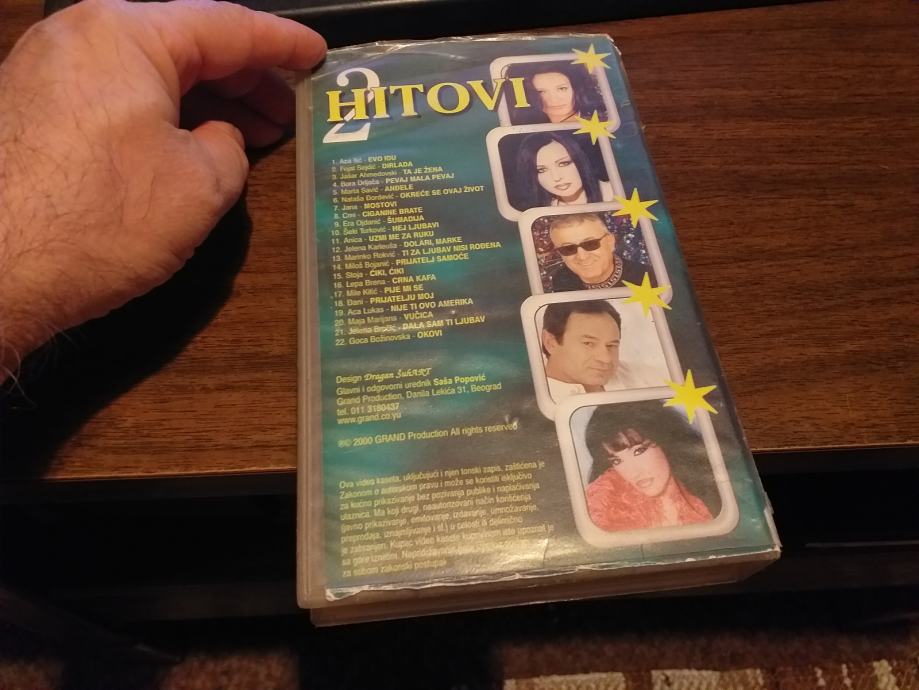 2
HITOVI
1. Aca Ilić - EVO IDU
2. Fejat Sejdić - DIRLADA
3. Jašar Ahmedovski - TA JE ŽENA
4. Bora Drljača - PEVAJ MALA PEVAJ
5. Marta Savić - ANĐELE
6. Nataša Đorđević - OKREĆE SE OVAJ ŽIVOT
7. Jana - MOSTOVI
8. Crni - CIGANINE BRATE
9. Era Ojdanić - ŠUMADIJA
10. Šeki Turković - HEJ LJUBAVI
11. Anica - UZMI ME ZA RUKU
12. Jelena Karleuša - DOLARI, MARKE
13. Marinko Rokvić - TI ZA LJUBAV NISI ROĐENA
14. Miloš Bojanić - PRIJATELJ SAMOĆE
15. Stoja - ĆIKI, ĆIKI
16. Lepa Brena - CRNA KAFA
17. Mile Kitić - PIJE MI SE
18. Đani - PRIJATELJU MOJ
19. Aca Lukas - NIJE TI OVO AMERIKA
20. Maja Marijana - VUČICA
21. Jelena Broćić - DALA SAM TI LJUBAV
22. Goca Božinovska - OKOVI
Design Dragan ŠuhART
Glavni i odgovorni urednik Saša Popović
Grand Production, Danila Lekića 31, Beograd
tel. 011 3180437
www.grand.co.yu
℗© 2000 GRAND Production All rights reserved
Ova video kaseta, uključujući i njen tonski zapis, zaštićena je
Zakonom o autorskom pravu i može se koristiti isključivo
za kućno prikazivanje bez pozivanja publike i naplaćivanja
ulaznica. Ma koji drugi, neautorizovani način korišćenja
(javno prikazivanje, emitovanje, izdavanje, umnožavanje,
preprodaja, iznajmljivanje i sl.) u celosti ili delimično
je zabranjen. Kupac video kasete kupovinom iste upoznat je
sa gore iznetim.
za sobom zakonski postupak